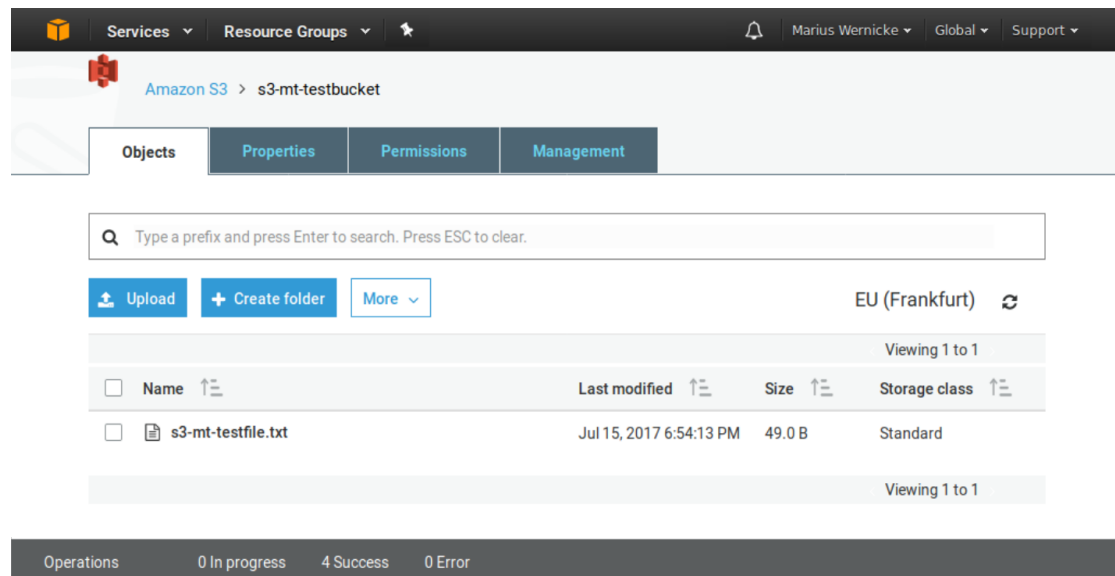 Services Resource Groups Marius Wernicke Global Support
Amazon S3 > s3-mt-testbucket
Objects Properties Permissions Management
Type a prefix and press Enter to search. Press ESC to clear.
Upload + Create folder More EU (Frankfurt)
Viewing 1 to 1
Name Last modified Size Storage class
s3-mt-testfile.txt Jul 15, 2017 6:54:13 PM 49.0 B Standard
Viewing 1 to 1
Operations 0 In progress 4 Success 0 Error